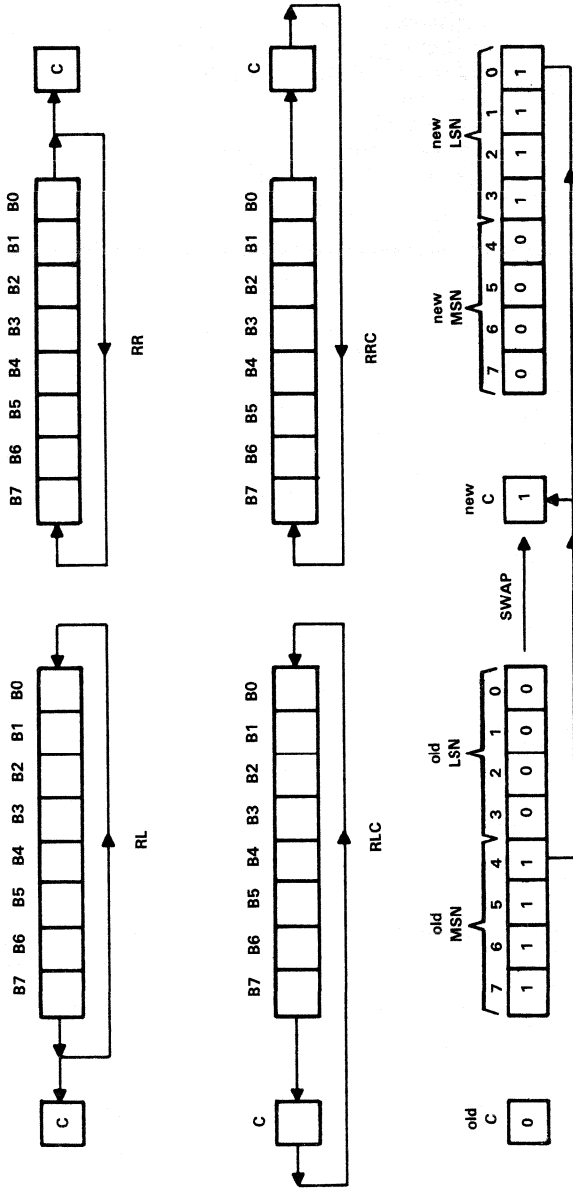 B7 B6 B5 B4 B3 B2 B1 B0
C
RL
B7 B6 B5 B4 B3 B2 B1 B0
C
RR
C
B7 B6 B5 B4 B3 B2 B1 B0
RLC
B7 B6 B5 B4 B3 B2 B1 B0
C
RRC
old
C
0
old
MSN
old
LSN
7 6 5 4 3 2 1 0
1 1 1 1 0 0 0 0
SWAP
new
C
1
new
MSN
new
LSN
7 6 5 4 3 2 1 0
0 0 0 0 1 1 1 1